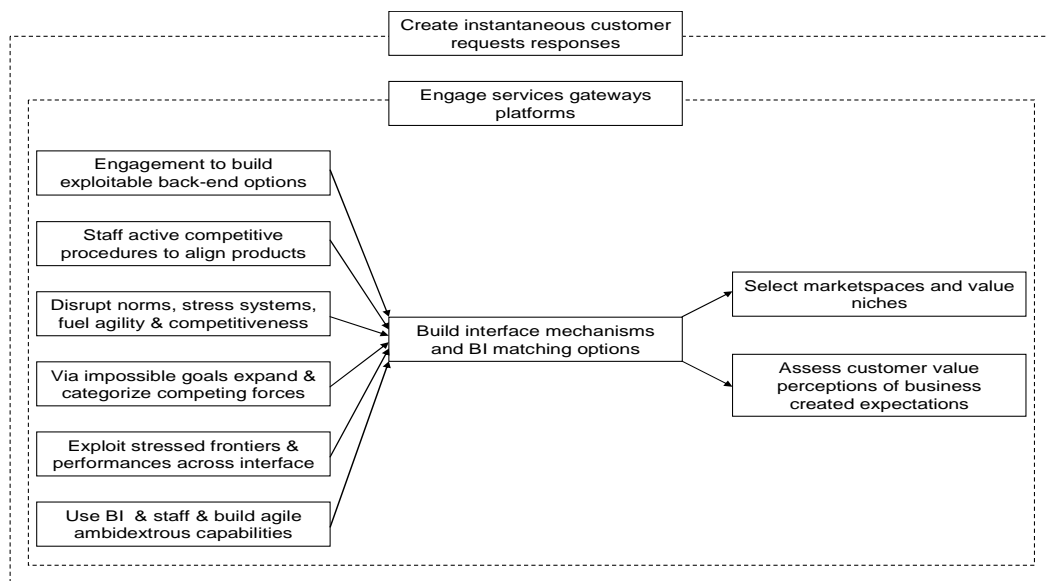 Create instantaneous customer
requests responses
Engage services gateways
platforms
Engagement to build
exploitable back-end options
Staff active competitive
procedures to align products
Disrupt norms, stress systems,
fuel agility & competitiveness
Via impossible goals expand &
categorize competing forces
Exploit stressed frontiers &
performances across interface
Use BI & staff & build agile
ambidextrous capabilities
Build interface mechanisms
and BI matching options
Select marketspaces and value
niches
Assess customer value
perceptions of business
created expectations